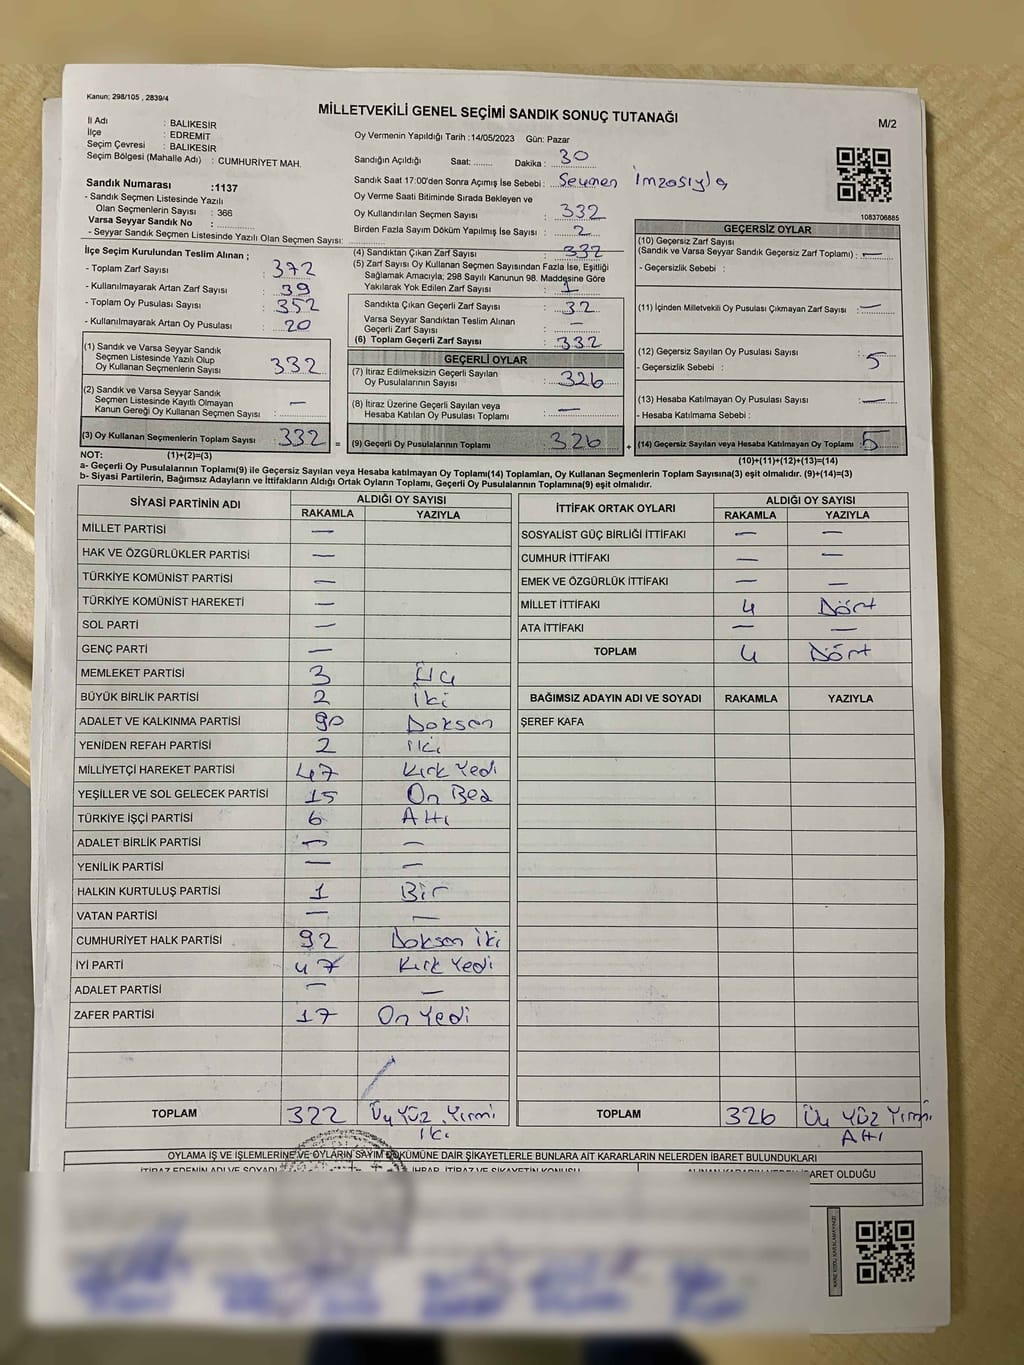 Kanun; 298/105 , 2839/4
MİLLETVEKİLİ GENEL SEÇİMİ SANDIK SONUÇ TUTANAĞI
M/2
İl Adı : BALIKESİR
İlçe : EDREMIT
Seçim Çevresi : BALIKESİR
Seçim Bölgesi (Mahalle Adı) : CUMHURİYET MAH.
Sandık Numarası :1137
- Sandık Seçmen Listesinde Yazılı
Olan Seçmenlerin Sayısı : 366
Varsa Seyyar Sandık No :
- Seyyar Sandık Seçmen Listesinde Yazılı Olan Seçmen Sayısı:
Oy Vermenin Yapıldığı Tarih :14/05/2023 Gün: Pazar
Sandığın Açıldığı Saat: Dakika : 30
Sandık Saat 17:00'den Sonra Açımış İse Sebebi: Seymen İmzasıyla
Oy Verme Saati Bitiminde Sırada Bekleyen ve
Oy Kullandırılan Seçmen Sayısı : 332
Birden Fazla Sayım Döküm Yapılmış İse Sayısı : 2
1083706885
İlçe Seçim Kurulundan Teslim Alınan ;
- Toplam Zarf Sayısı : 372
- Kullanılmayarak Artan Zarf Sayısı : 39
- Toplam Oy Pusulası Sayısı : 352
- Kullanılmayarak Artan Oy Pusulası : 20
(1) Sandık ve Varsa Seyyar Sandık
Seçmen Listesinde Yazılı Olup
Oy Kullanan Seçmenlerin Sayısı : 332
(2) Sandık ve Varsa Seyyar Sandık
Seçmen Listesinde Kayıtlı Olmayan
Kanun Gereği Oy Kullanan Seçmen Sayısı : —
(3) Oy Kullanan Seçmenlerin Toplam Sayısı : 332 =
(4) Sandıktan Çıkan Zarf Sayısı : 332
(5) Zarf Sayısı Oy Kullanan Seçmen Sayısından Fazla İse, Eşitliği
Sağlamak Amacıyla; 298 Sayılı Kanunun 98. Maddesine Göre
Yakılarak Yok Edilen Zarf Sayısı : 1
Sandıkta Çıkan Geçerli Zarf Sayısı : 332
Varsa Seyyar Sandıktan Teslim Alınan
Geçerli Zarf Sayısı : —
(6) Toplam Geçerli Zarf Sayısı : 332
GEÇERLİ OYLAR
(7) İtiraz Edilmeksizin Geçerli Sayılan
Oy Pusulalarının Sayısı : 326
(8) İtiraz Üzerine Geçerli Sayılan veya
Hesaba Katılan Oy Pusulası Toplamı : —
(9) Geçerli Oy Pusulalarının Toplamı : 326 +
GEÇERSİZ OYLAR
(10) Geçersiz Zarf Sayısı
(Sandık ve Varsa Seyyar Sandık Geçersiz Zarf Toplamı) : —
- Geçersizlik Sebebi :
(11) İçinden Milletvekili Oy Pusulası Çıkmayan Zarf Sayısı : —
(12) Geçersiz Sayılan Oy Pusulası Sayısı : 5
- Geçersizlik Sebebi :
(13) Hesaba Katılmayan Oy Pusulası Sayısı : —
- Hesaba Katılmama Sebebi :
(14) Geçersiz Sayılan veya Hesaba Katılmayan Oy Toplamı : 5
NOT: (1)+(2)=(3) (10)+(11)+(12)+(13)=(14)
a- Geçerli Oy Pusulalarının Toplamı(9) ile Geçersiz Sayılan veya Hesaba katılmayan Oy Toplamı(14) Toplamları, Oy Kullanan Seçmenlerin Toplam Sayısına(3) eşit olmalıdır. (9)+(14)=(3)
b- Siyasi Partilerin, Bağımsız Adayların ve İttifakların Aldığı Ortak Oyların Toplamı, Geçerli Oy Pusulalarının Toplamına(9) eşit olmalıdır.
SİYASİ PARTİNİN ADI ALDIĞI OY SAYISI
RAKAMLA YAZIYLA
MİLLET PARTİSİ —
HAK VE ÖZGÜRLÜKLER PARTİSİ —
TÜRKİYE KOMÜNİST PARTİSİ —
TÜRKİYE KOMÜNİST HAREKETİ —
SOL PARTİ —
GENÇ PARTİ —
MEMLEKET PARTİSİ 3 Üç
BÜYÜK BİRLİK PARTİSİ 2 İki
ADALET VE KALKINMA PARTİSİ 90 Doksan
YENİDEN REFAH PARTİSİ 2 iki
MİLLİYETÇİ HAREKET PARTİSİ 47 Kırk Yedi
YEŞİLLER VE SOL GELECEK PARTİSİ 15 On Beş
TÜRKİYE İŞÇİ PARTİSİ 6 Altı
ADALET BİRLİK PARTİSİ — —
YENİLİK PARTİSİ — —
HALKIN KURTULUŞ PARTİSİ 1 Bir
VATAN PARTİSİ — —
CUMHURİYET HALK PARTİSİ 92 Doksan iki
İYİ PARTİ 47 Kırk Yedi
ADALET PARTİSİ — —
ZAFER PARTİSİ 17 On Yedi
TOPLAM 322 Üç Yüz Yirmi
iki
İTTİFAK ORTAK OYLARI ALDIĞI OY SAYISI
RAKAMLA YAZIYLA
SOSYALİST GÜÇ BİRLİĞİ İTTİFAKI — —
CUMHUR İTTİFAKI — —
EMEK VE ÖZGÜRLÜK İTTİFAKI — —
MİLLET İTTİFAKI 4 Dört
ATA İTTİFAKI — —
TOPLAM 4 Dört
BAĞIMSIZ ADAYIN ADI VE SOYADI RAKAMLA YAZIYLA
ŞEREF KAFA
TOPLAM 326 Üç Yüz Yirmi
Altı
OYLAMA İŞ VE İŞLEMLERİNE VE OYLARIN SAYIM DÖKÜMÜNE DAİR ŞİKAYETLERLE BUNLARA AİT KARARLARIN NELERDEN İBARET BULUNDUKLARI